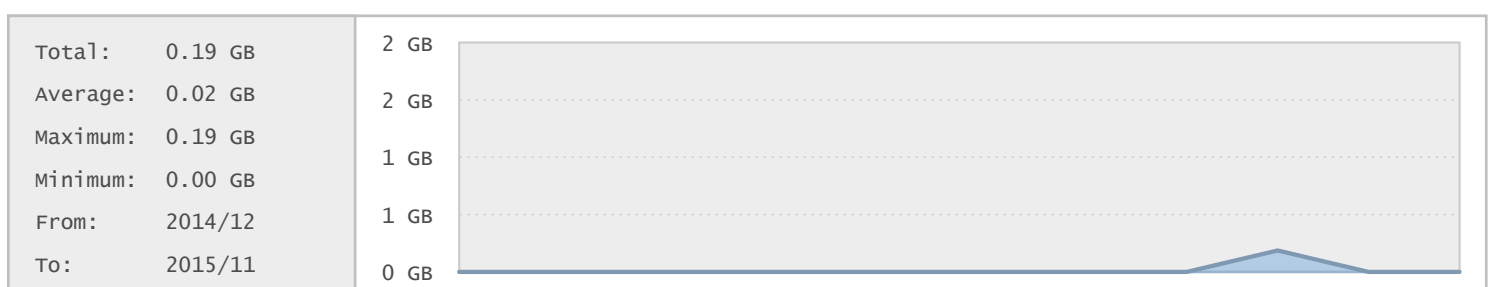 Total: 0.19 GB
Average: 0.02 GB
Maximum: 0.19 GB
Minimum: 0.00 GB
From: 2014/12
To: 2015/11
2 GB
2 GB
1 GB
1 GB
0 GB